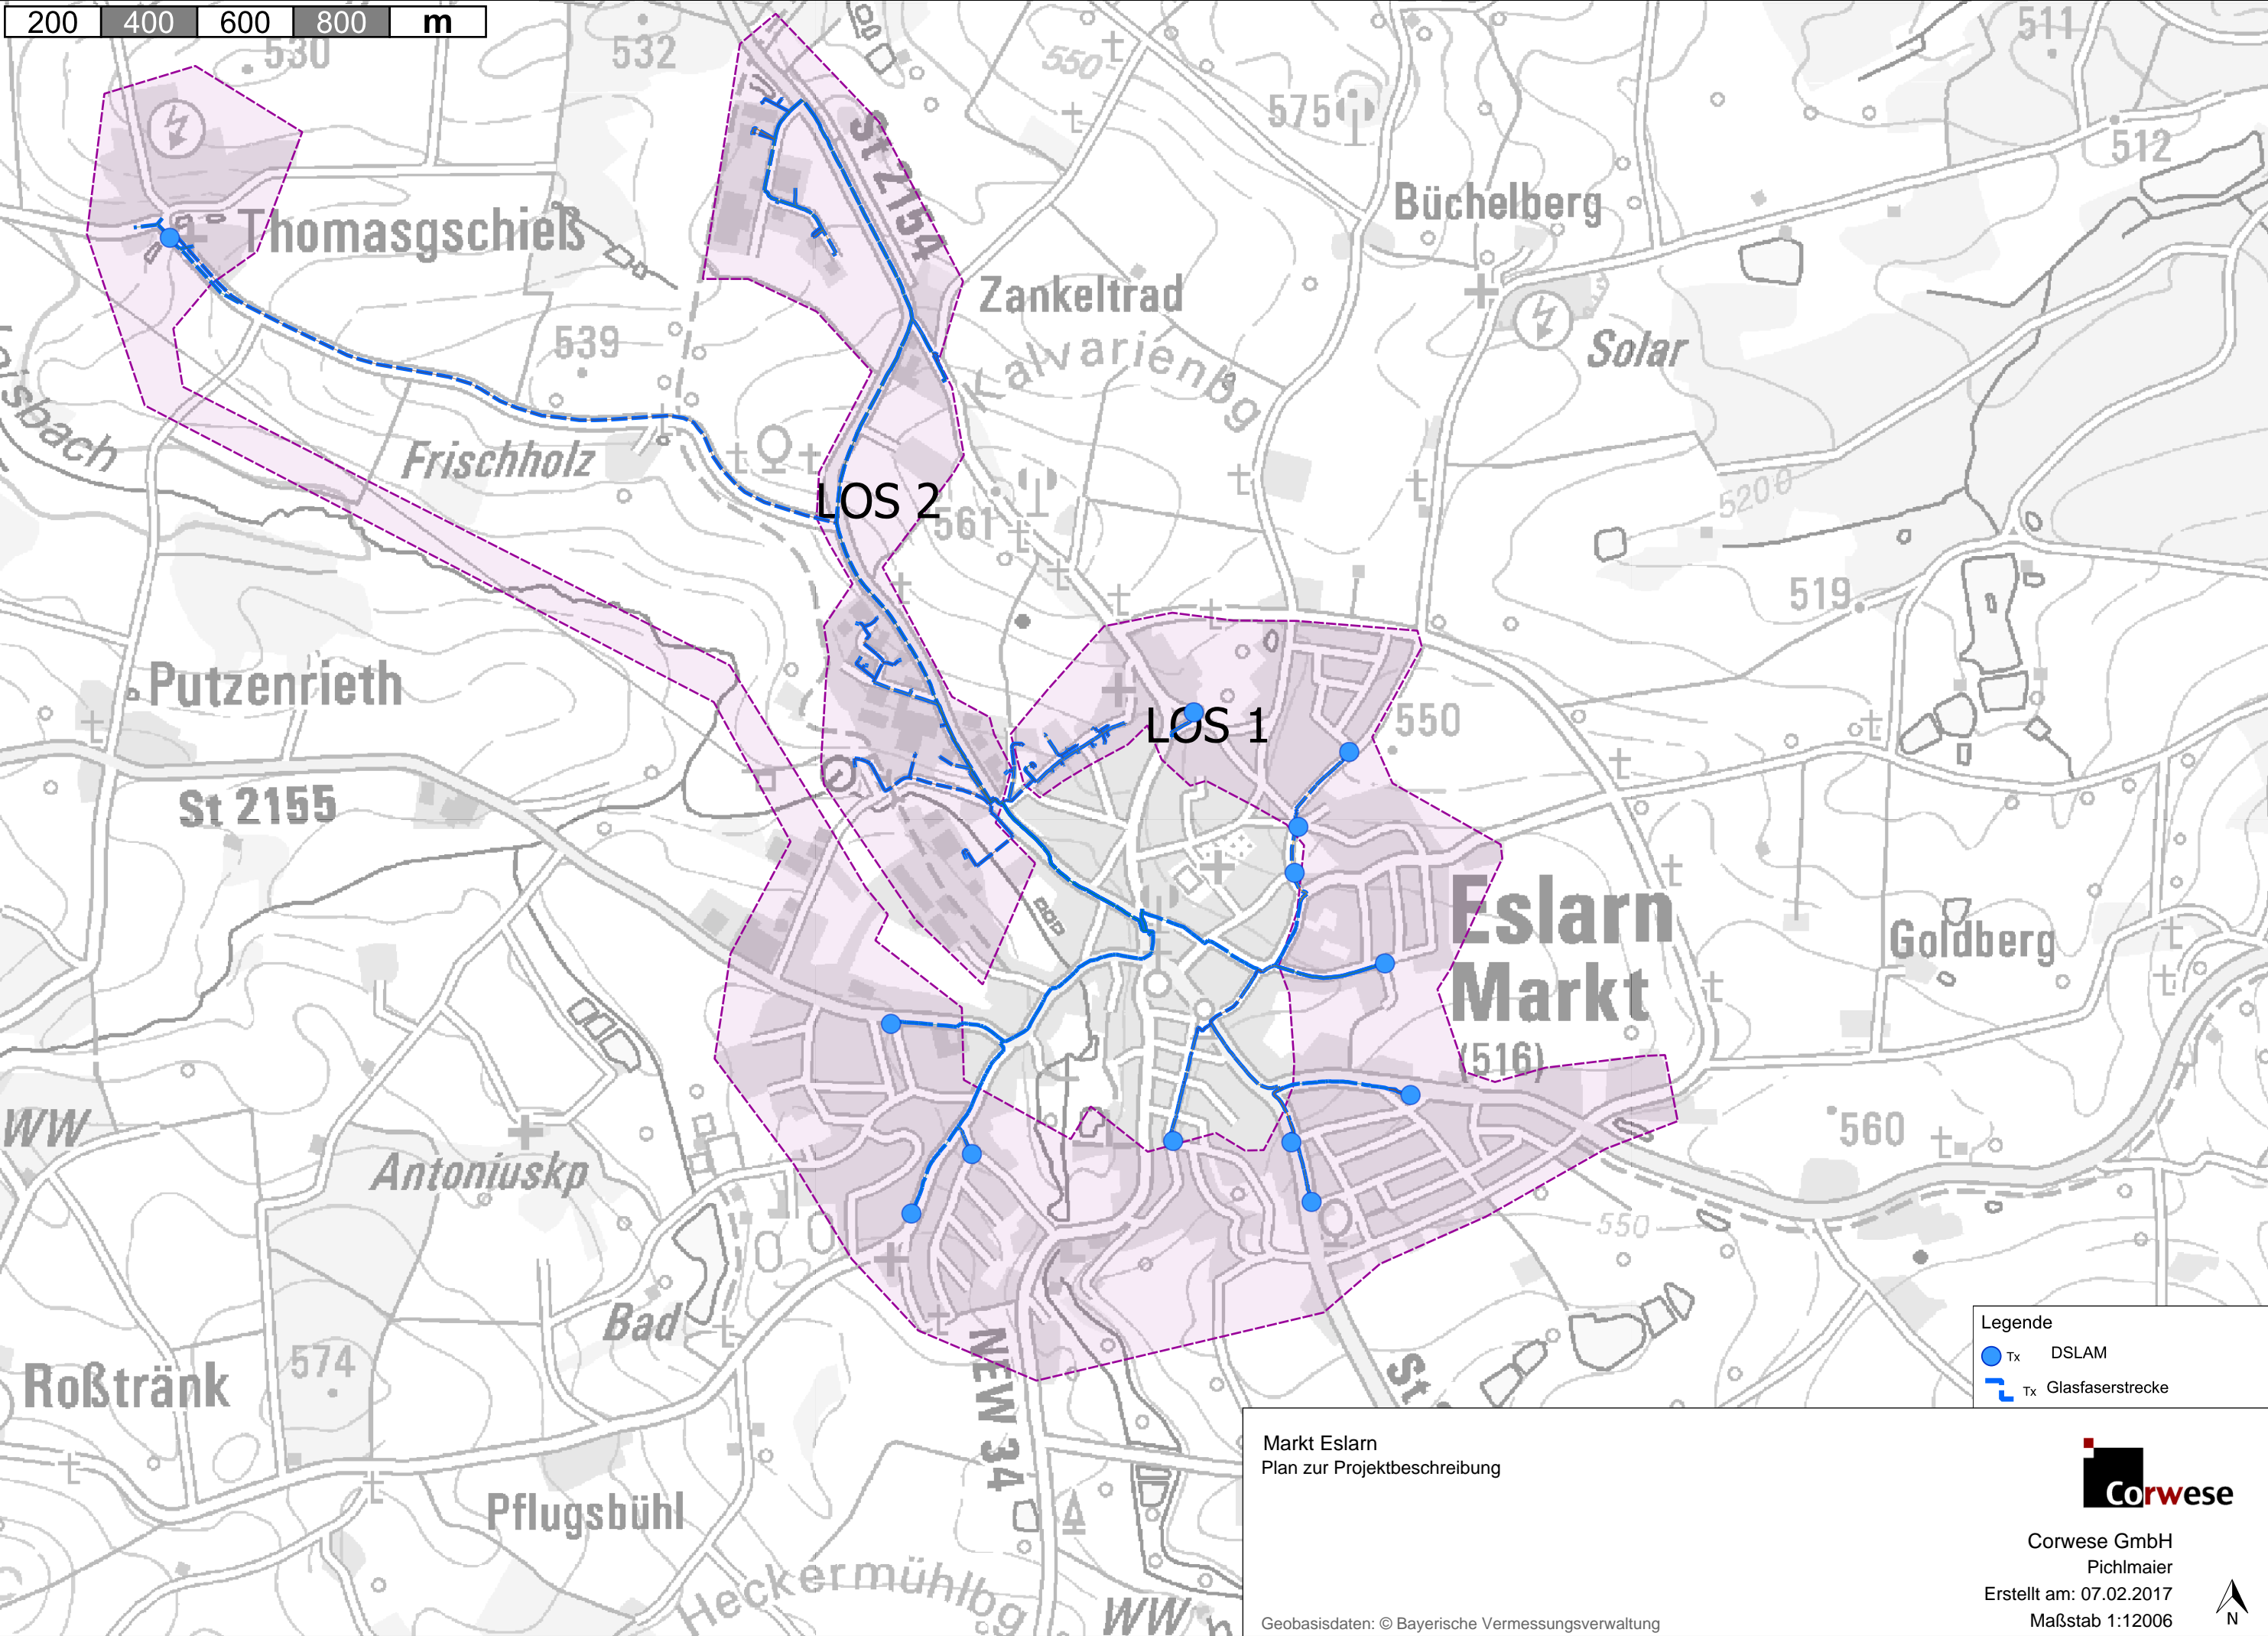 200 400 600 800 m
530
532
550
511
575
512
St 2154
Büchelberg
Thomasgschieß
Zankeltrad
539
Kalvarienbg
Solar
Frischholz
LOS 2
561
5200
519
Putzenrieth
LOS 1
550
St 2155
Eslarn
Markt
(516)
Goldberg
WW
Antoniuskp
560
550
Bad
574
Roßtränk
NEW 34
St
Pflugsbühl
Heckermühlbg
WW
Legende
Tx DSLAM
Tx Glasfaserstrecke
Markt Eslarn
Plan zur Projektbeschreibung
Corwese
Corwese GmbH
Pichlmaier
Erstellt am: 07.02.2017
Maßstab 1:12006
N
Geobasisdaten: © Bayerische Vermessungsverwaltung